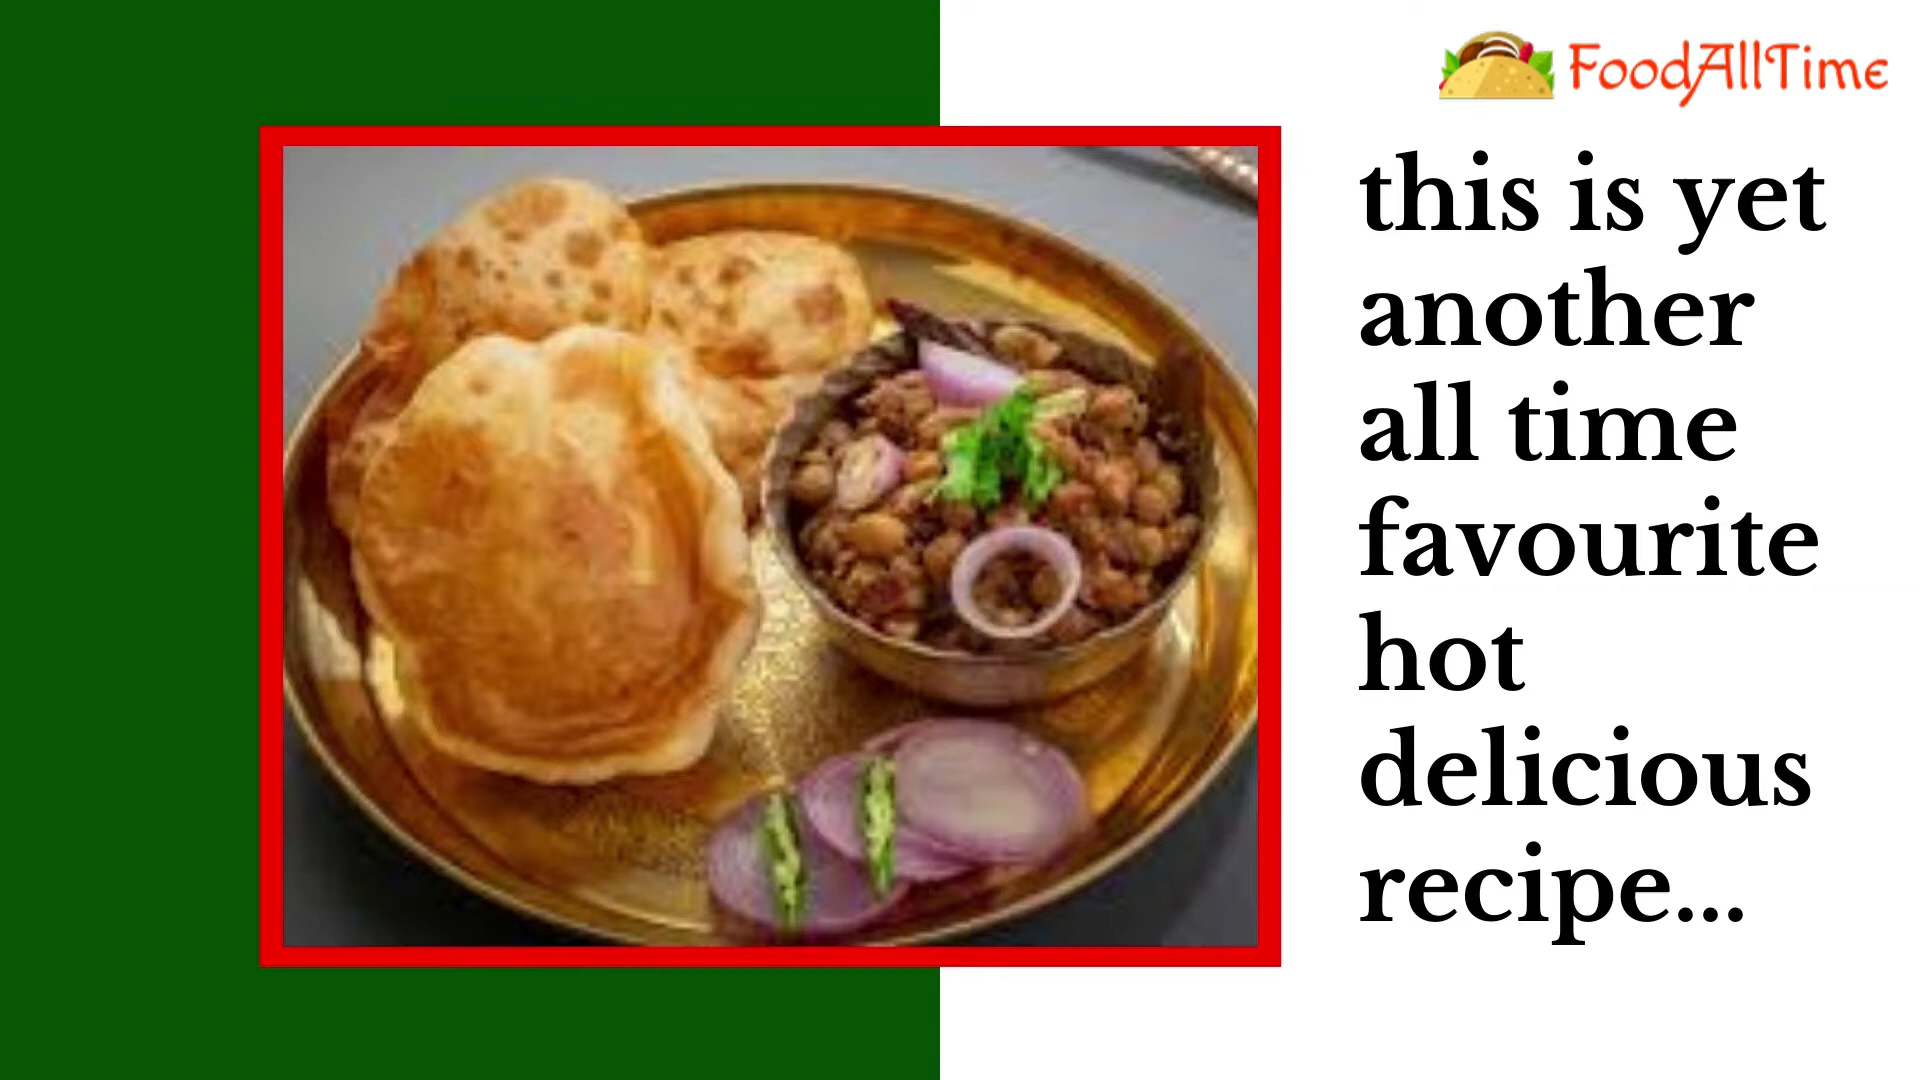 FoodAllTime
this is yet
another
all time
favourite
hot
delicious
recipe...